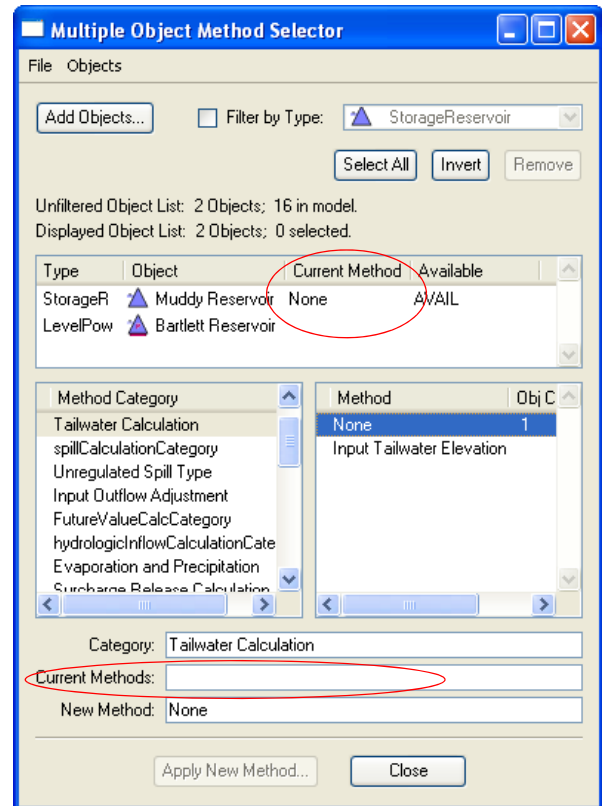 Multiple Object Method Selector
File Objects
Add Objects... Filter by Type: StorageReservoir
Select All Invert Remove
Unfiltered Object List: 2 Objects; 16 in model.
Displayed Object List: 2 Objects; 0 selected.
Type Object Current Method Available
StorageR Muddy Reservoir None AVAIL
LevelPow Bartlett Reservoir
Method Category Method Obj C
Tailwater Calculation None 1
spillCalculationCategory Input Tailwater Elevation
Unregulated Spill Type
Input Outflow Adjustment
FutureValueCalcCategory
hydrologicInflowCalculationCate
Evaporation and Precipitation
Surcharge Release Calculation
Category: Tailwater Calculation
Current Methods:
New Method: None
Apply New Method... Close